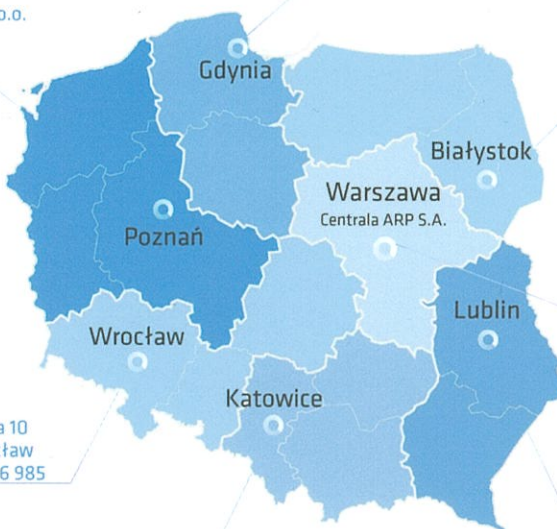 o.o.
Gdynia
Białystok
Warszawa
Centrala ARP S.A.
Poznań
Lublin
Wrocław
Katowice
a 10
ław
6 985